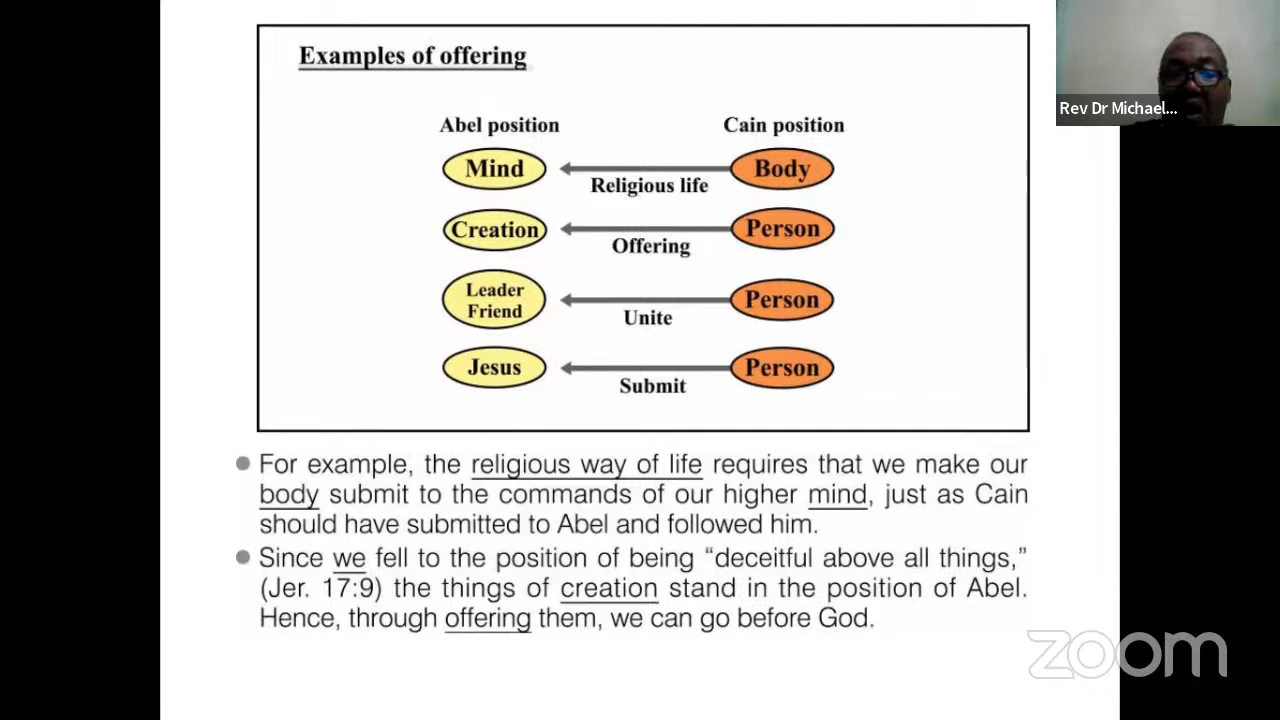 Examples of offering
Abel position Cain position
Mind Body
Religious life
Creation Person
Offering
Leader
Friend
Person
Unite
Jesus Person
Submit
For example, the religious way of life requires that we make our
body submit to the commands of our higher mind, just as Cain
should have submitted to Abel and followed him.
Since we fell to the position of being “deceitful above all things,”
(Jer. 17:9) the things of creation stand in the position of Abel.
Hence, through offering them, we can go before God.
Rev Dr Michael...
zoom